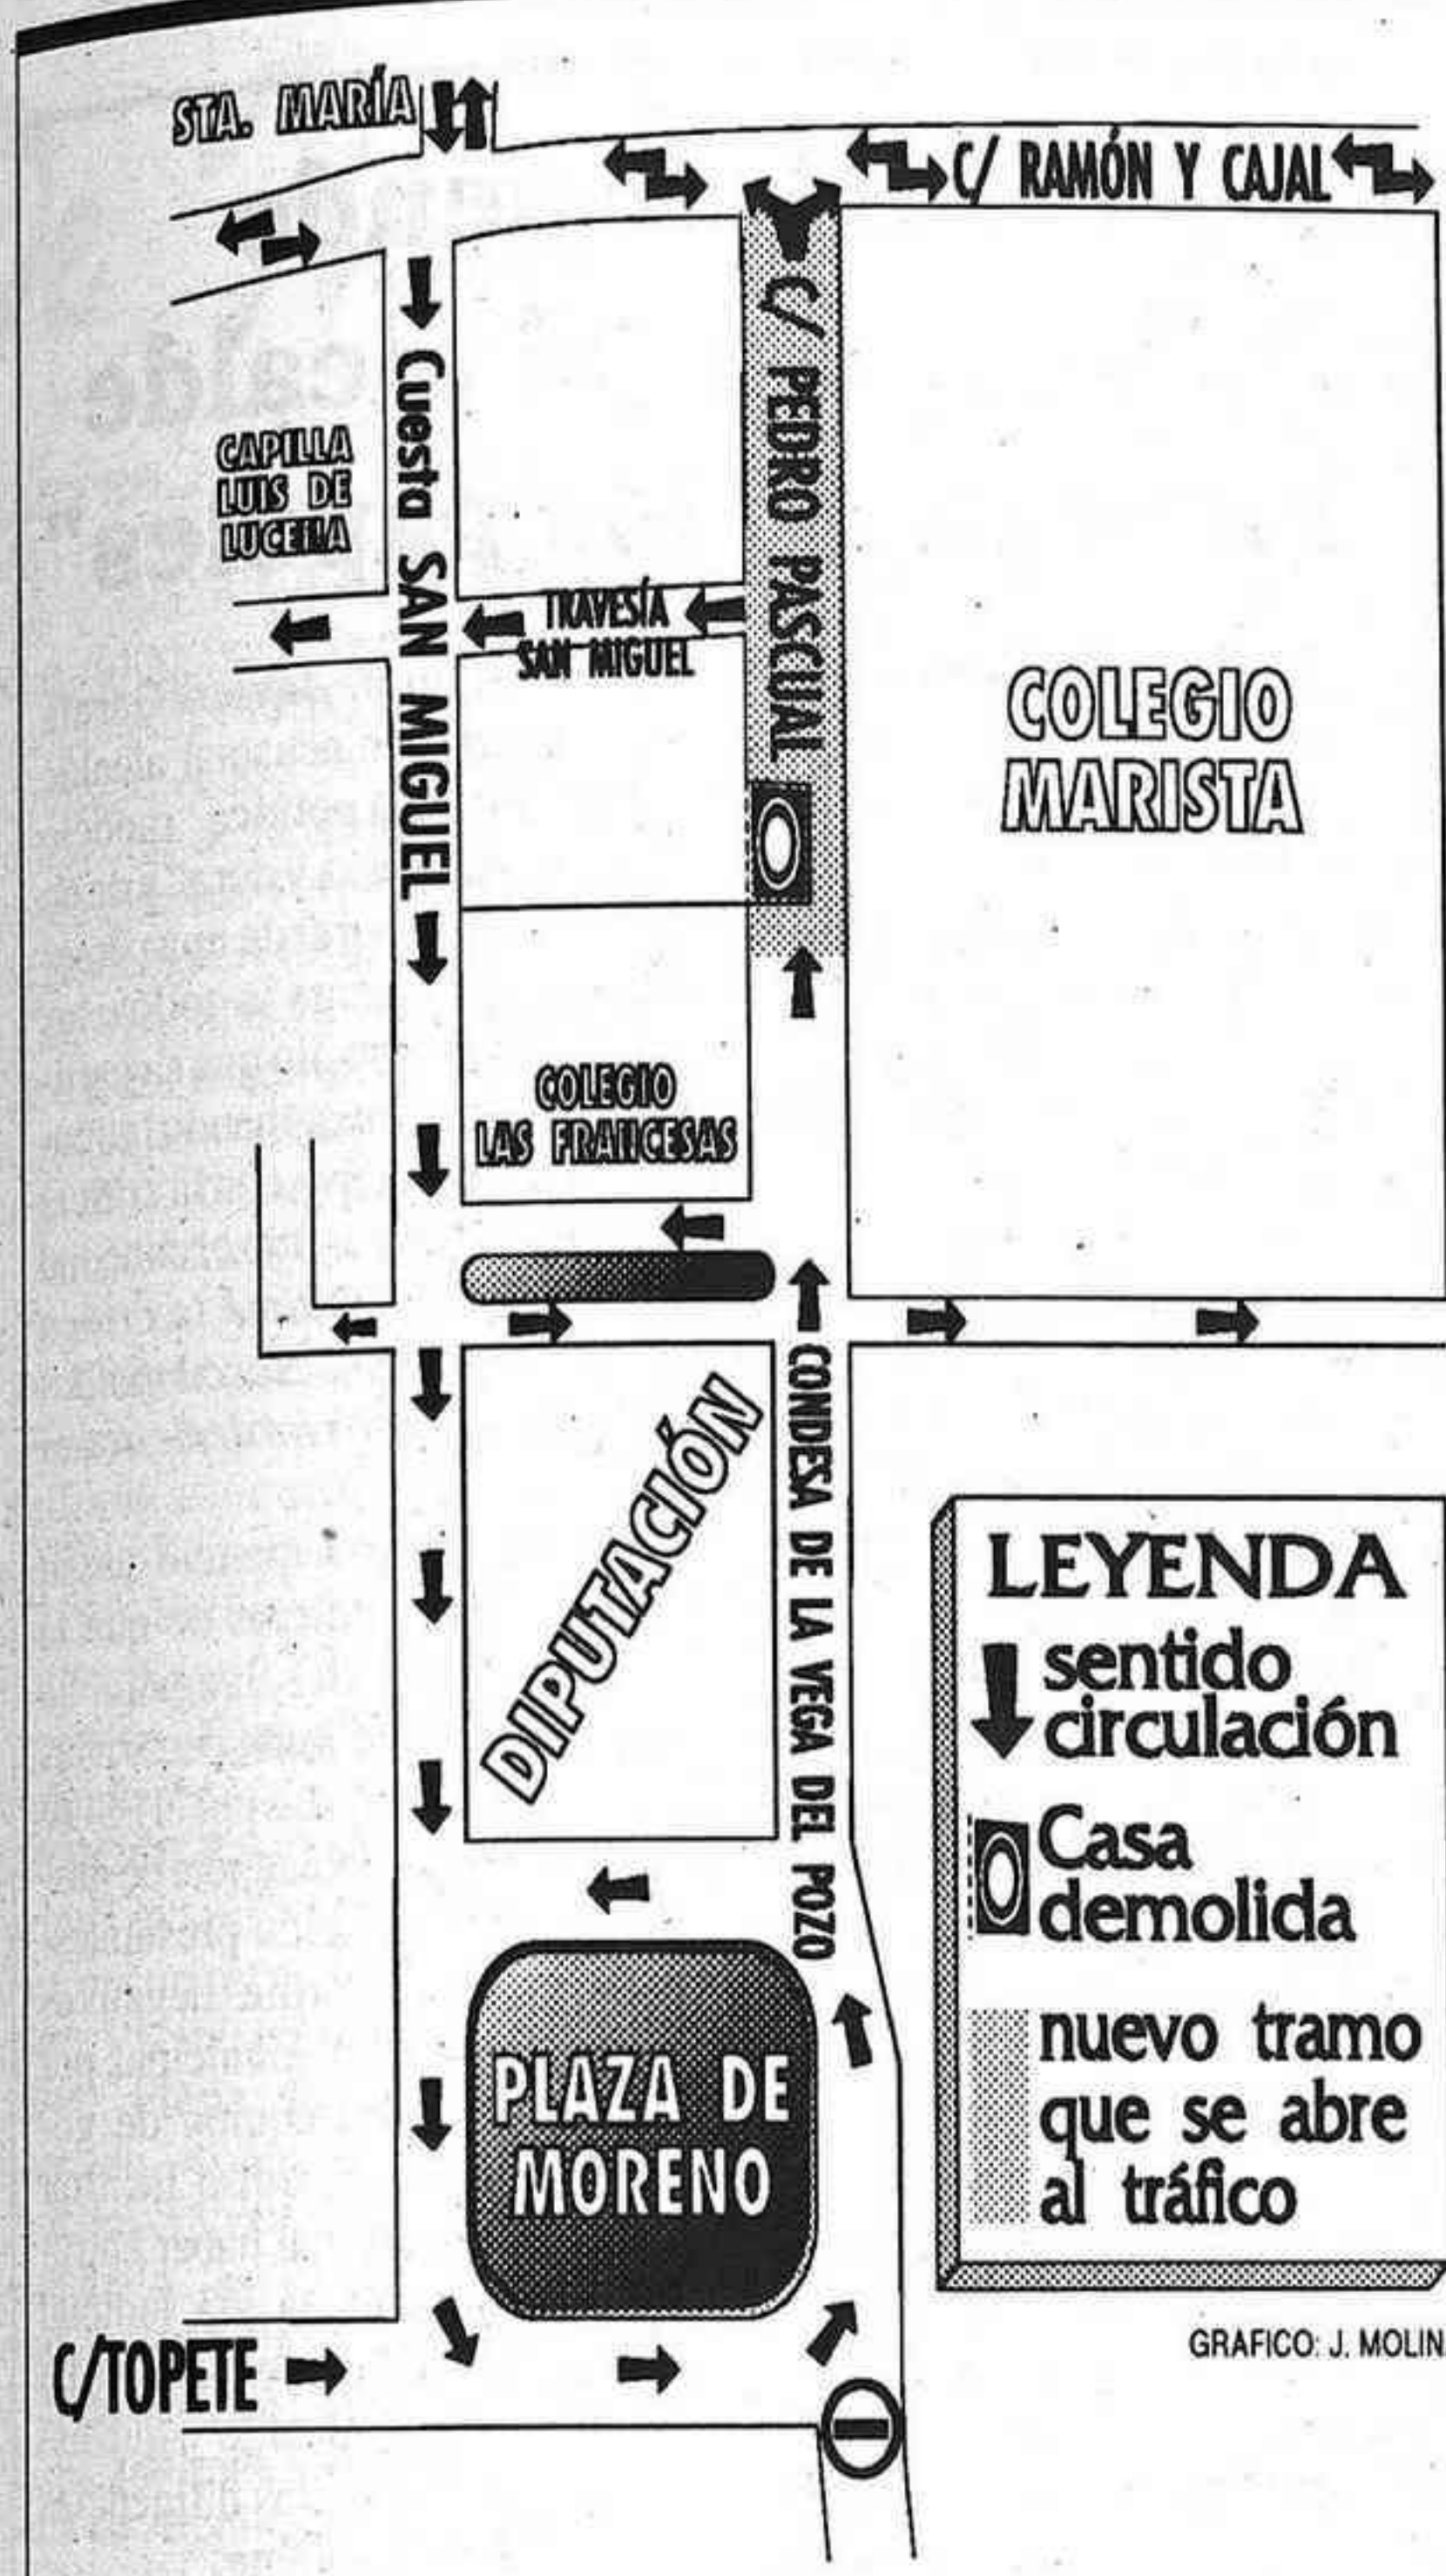 STA. MARÍA
C/ RAMÓN Y CAJAL
Cuesta SAN MIGUEL
C/ PEDRO PASCUAL
CAPILLA
LUIS DE
LUCENA
TRAVESÍA
SAN MIGUEL
COLEGIO
MARISTA
COLEGIO
LAS FRANCESAS
DIPUTACIÓN
CONDESA DE LA VEGA DEL POZO
PLAZA DE
MORENO
C/TOPETE
LEYENDA
sentido
circulación
Casa
demolida
nuevo tramo
que se abre
al tráfico
GRAFICO: J. MOLIN